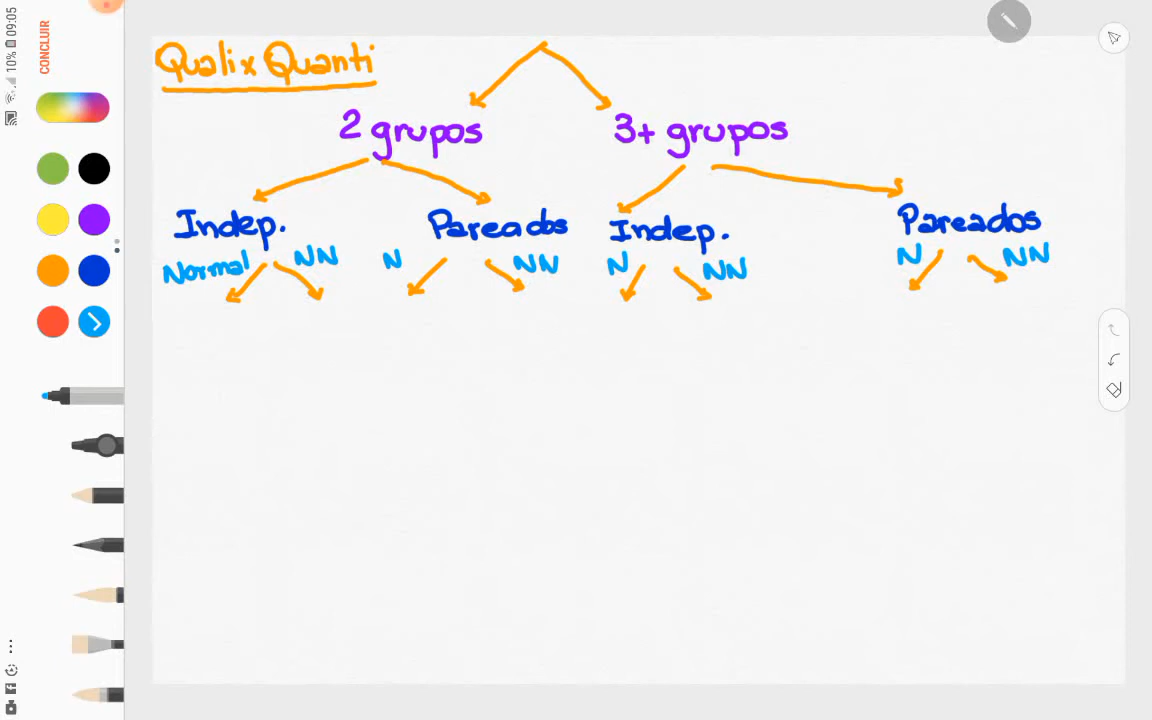 09:05
10%
CONCLUIR
Quali x Quanti
2 grupos
3+ grupos
Indep.
Pareados
Indep.
Pareados
Normal
NN
N
NN
N
NN
N
NN